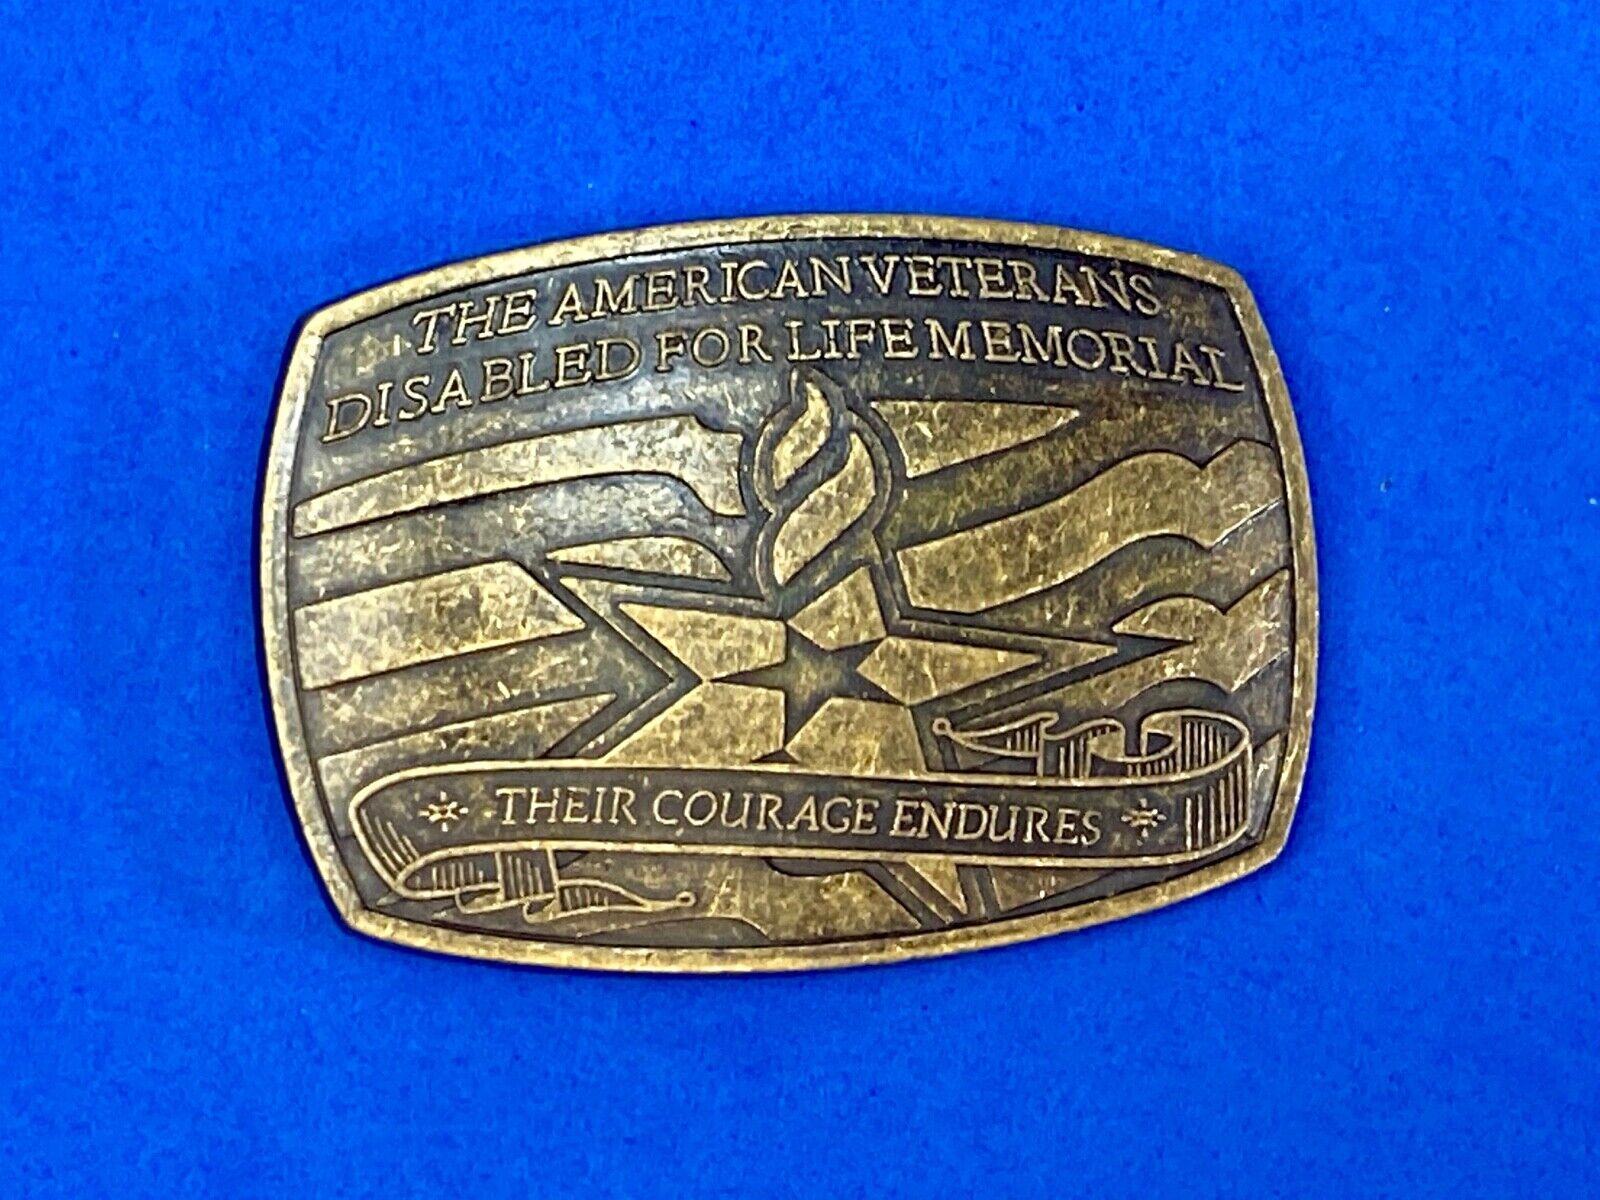 THE AMERICAN VETERANS
DISABLED FOR LIFE MEMORIAL
THEIR COURAGE ENDURES